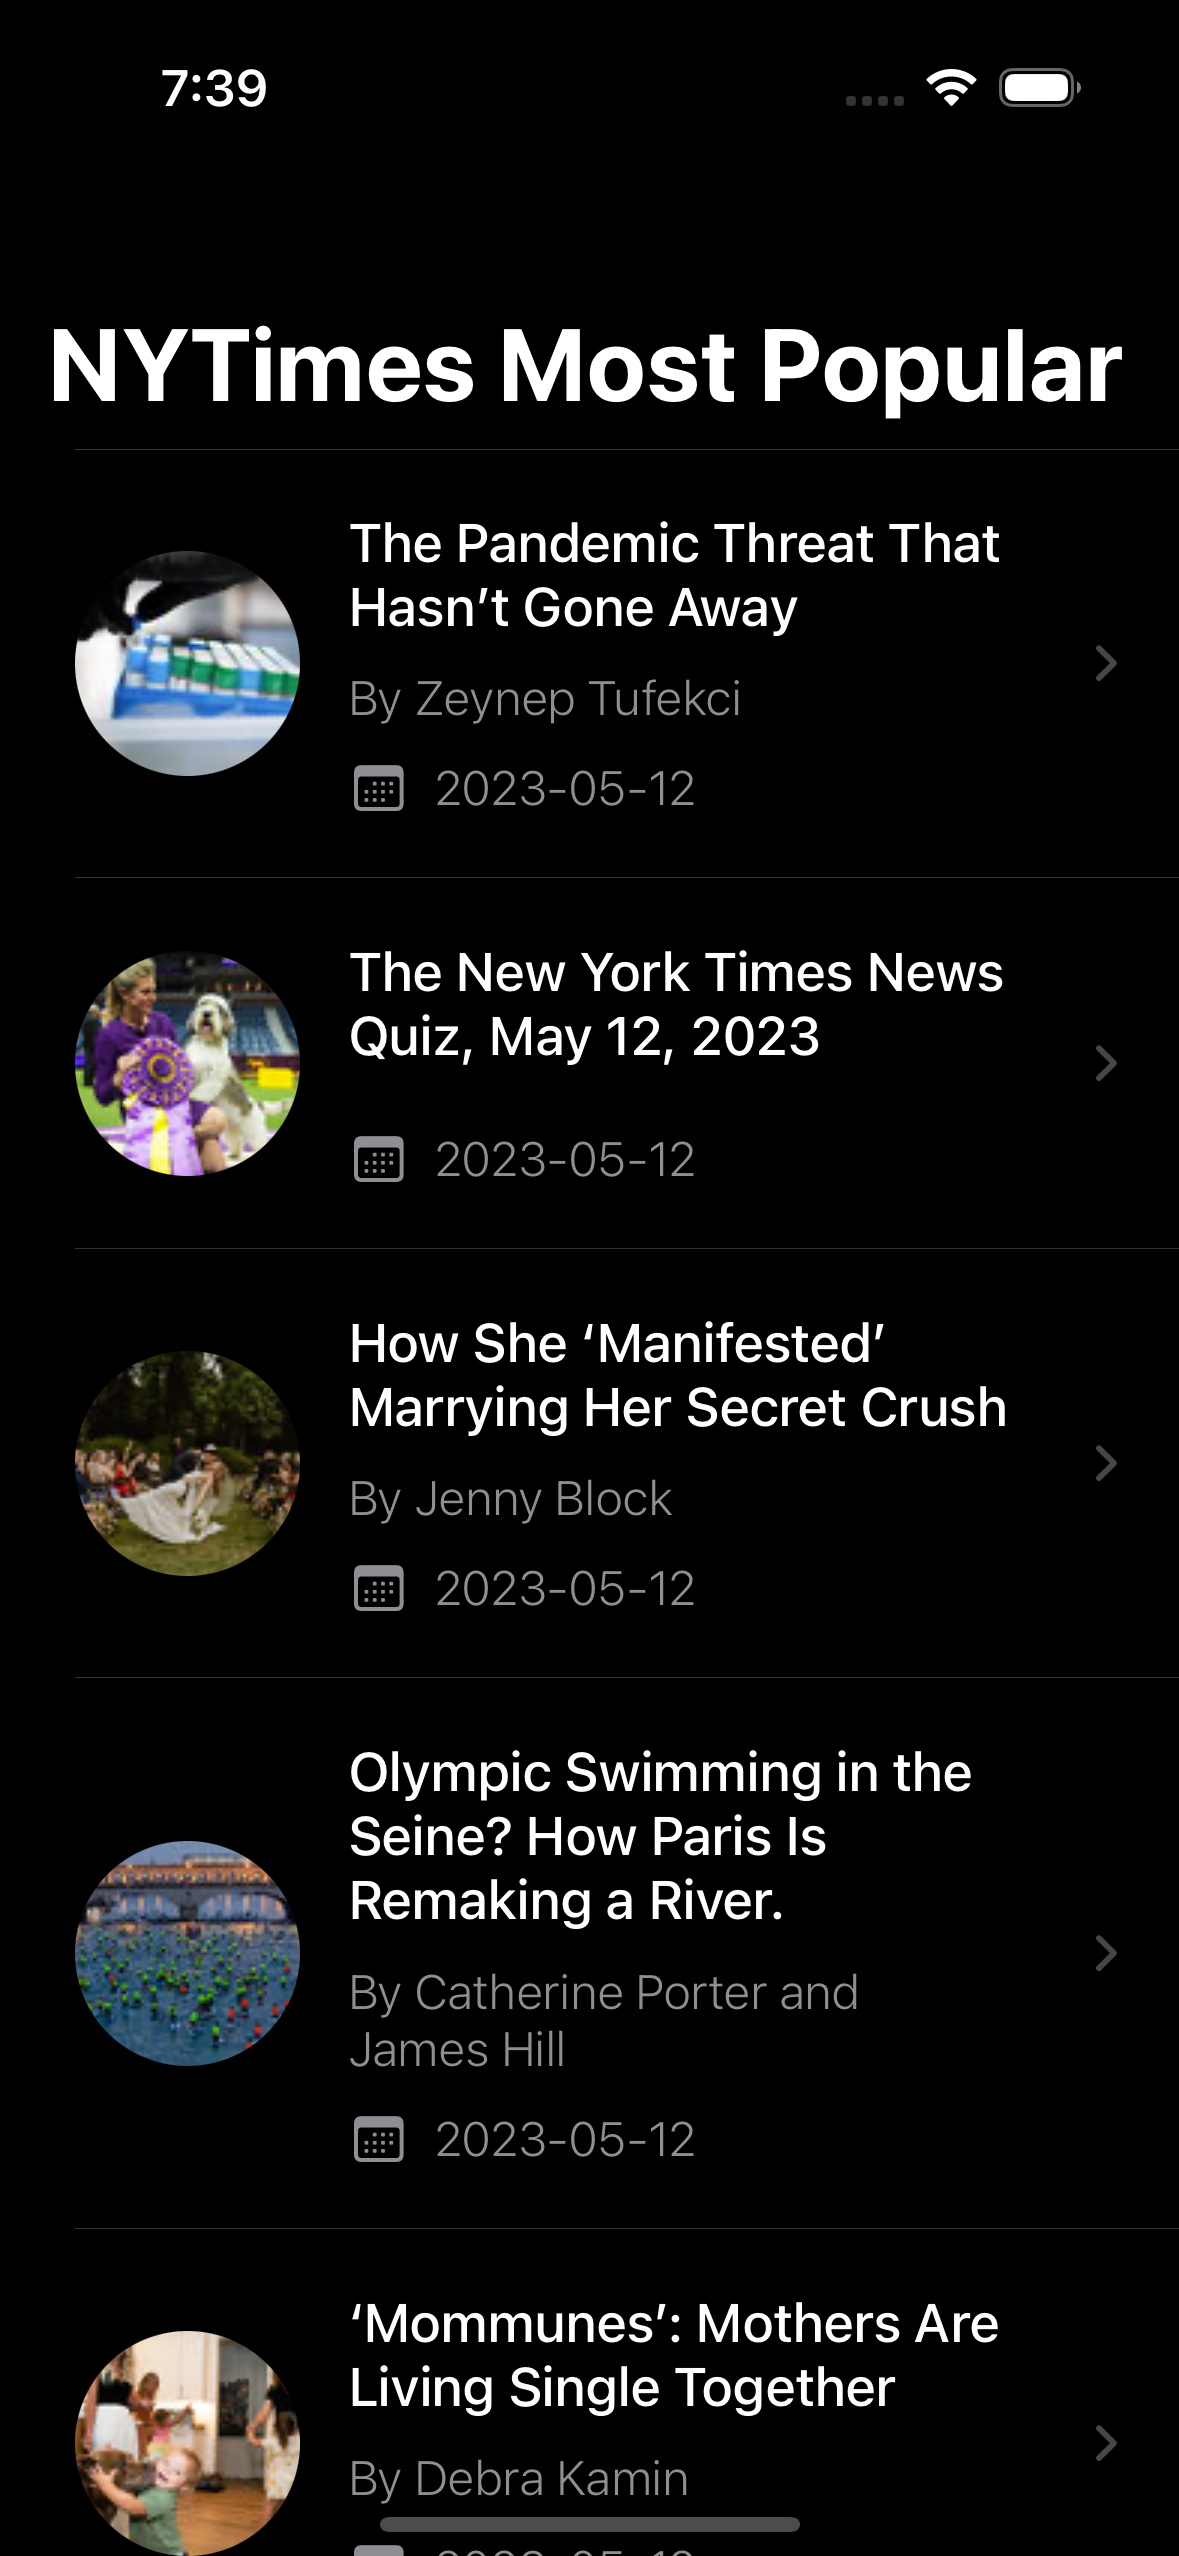 7:39
NYTimes Most Popular
The Pandemic Threat That
Hasn’t Gone Away
By Zeynep Tufekci
2023-05-12
The New York Times News
Quiz, May 12, 2023
2023-05-12
How She ‘Manifested’
Marrying Her Secret Crush
By Jenny Block
2023-05-12
Olympic Swimming in the
Seine? How Paris Is
Remaking a River.
By Catherine Porter and
James Hill
2023-05-12
‘Mommunes’: Mothers Are
Living Single Together
By Debra Kamin